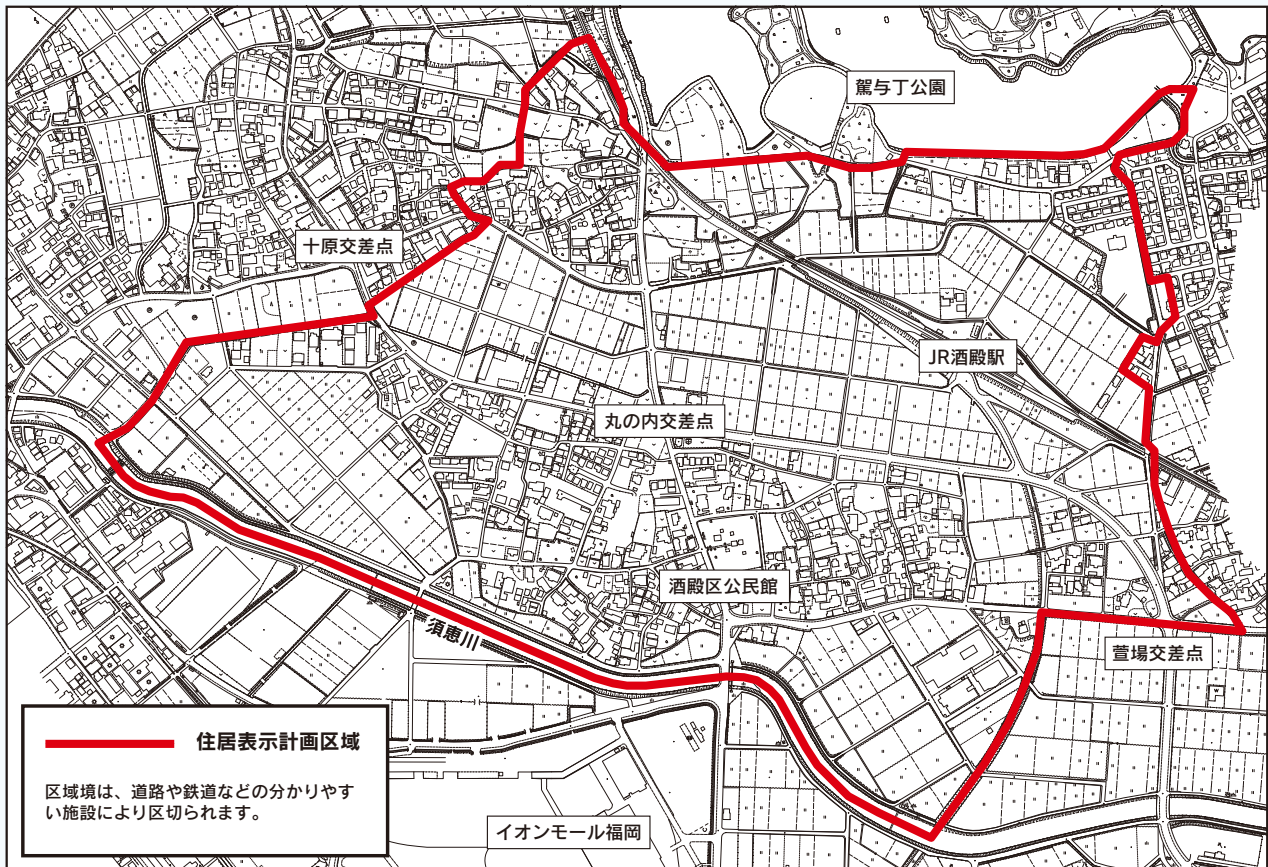 駕与丁公園
十原交差点
JR酒殿駅
丸の内交差点
酒殿区公民館
須恵川
萱場交差点
住居表示計画区域
区域境は、道路や鉄道などの分かりやす
い施設により区切られます。
イオンモール福岡